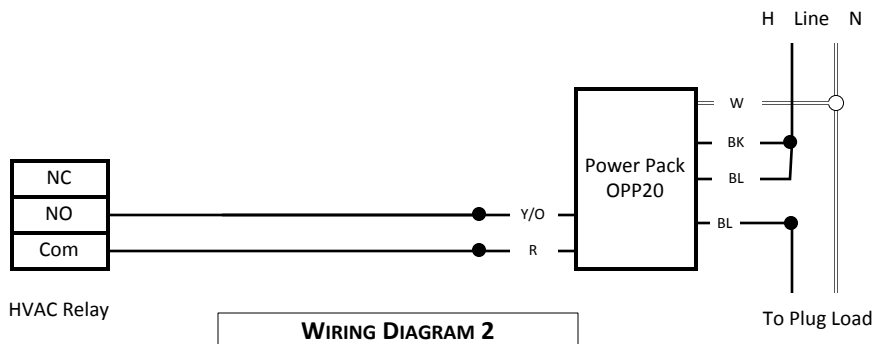 H Line N
W
BK
Power Pack
OPP20
BL
NC
NO
Y/O
BL
Com
R
HVAC Relay
To Plug Load
WIRING DIAGRAM 2